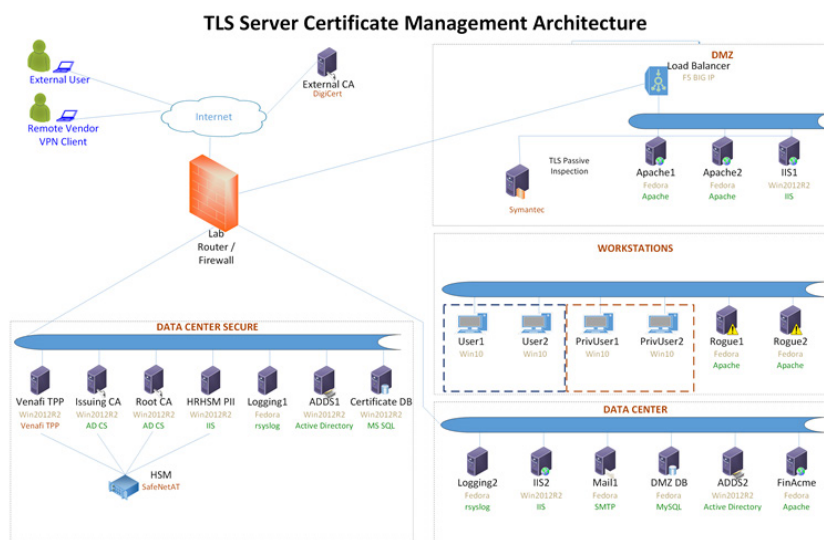 TLS Server Certificate Management Architecture
External User
Remote Vendor
VPN Client
Internet
External CA
DigiCert
Lab
Router /
Firewall
DMZ
Load Balancer
F5 BIG IP
TLS Passive
Inspection
Symantec
Apache1
Fedora
Apache
Apache2
Fedora
Apache
IIS1
Win2012R2
IIS
WORKSTATIONS
User1
Win10
User2
Win10
PrivUser1
Win10
PrivUser2
Win10
Rogue1
Fedora
Apache
Rogue2
Fedora
Apache
DATA CENTER SECURE
Venafi TPP
Win2012R2
Venafi TPP
Issuing CA
Win2012R2
AD CS
Root CA
Win2012R2
AD CS
HRHSM PII
Win2012R2
IIS
Logging1
Fedora
rsyslog
ADDS1
Win2012R2
Active Directory
Certificate DB
Win2012R2
MS SQL
HSM
SafeNetAT
DATA CENTER
Logging2
Fedora
rsyslog
IIS2
Win2012R2
IIS
Mail1
Fedora
SMTP
DMZ DB
Fedora
MySQL
ADDS2
Win2012R2
Active Directory
FinAcme
Fedora
Apache